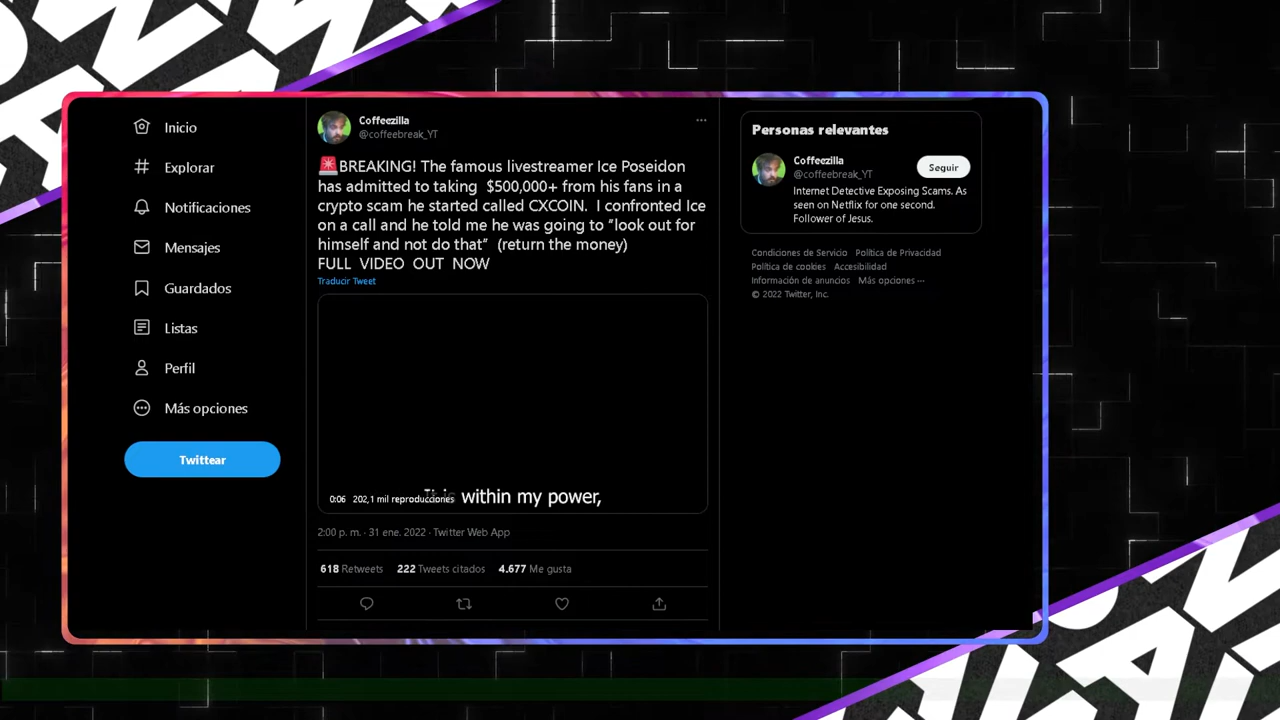 Inicio
Explorar
Notificaciones
Mensajes
Guardados
Listas
Perfil
Más opciones
Twittear
Coffeezilla
@coffeebreak_YT
🚨BREAKING! The famous livestreamer Ice Poseidon
has admitted to taking $500,000+ from his fans in a
crypto scam he started called CXCOIN. I confronted Ice
on a call and he told me he was going to "look out for
himself and not do that" (return the money)
FULL VIDEO OUT NOW
Traducir Tweet
0:06 202,1 mil reproducciones
within my power,
2:00 p. m. · 31 ene. 2022 · Twitter Web App
618 Retweets 222 Tweets citados 4.677 Me gusta
Personas relevantes
Coffeezilla
@coffeebreak_YT
Seguir
Internet Detective Exposing Scams. As
seen on Netflix for one second.
Follower of Jesus.
Condiciones de Servicio Política de Privacidad
Política de cookies Accesibilidad
Información de anuncios Más opciones ···
© 2022 Twitter, Inc.